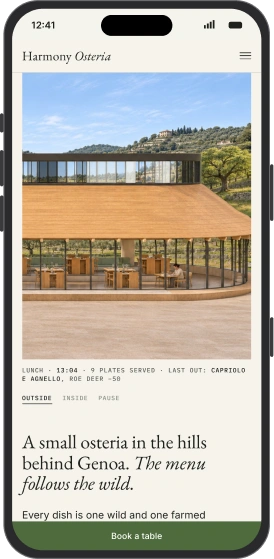 12:41
Harmony Osteria
LUNCH · 13:04 · 9 PLATES SERVED · LAST OUT: CAPRIOLO
E AGNELLO, ROE DEER −50
OUTSIDE INSIDE PAUSE
A small osteria in the hills
behind Genoa. The menu
follows the wild.
Every dish is one wild and one farmed
Book a table